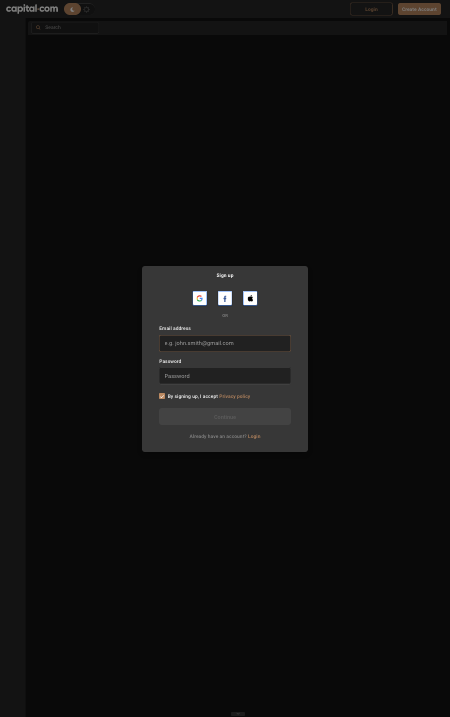 capital.com
Login
Create Account
Search
Sign up
OR
Email address
e.g. john.smith@gmail.com
Password
Password
By signing up, I accept Privacy policy
Continue
Already have an account? Login